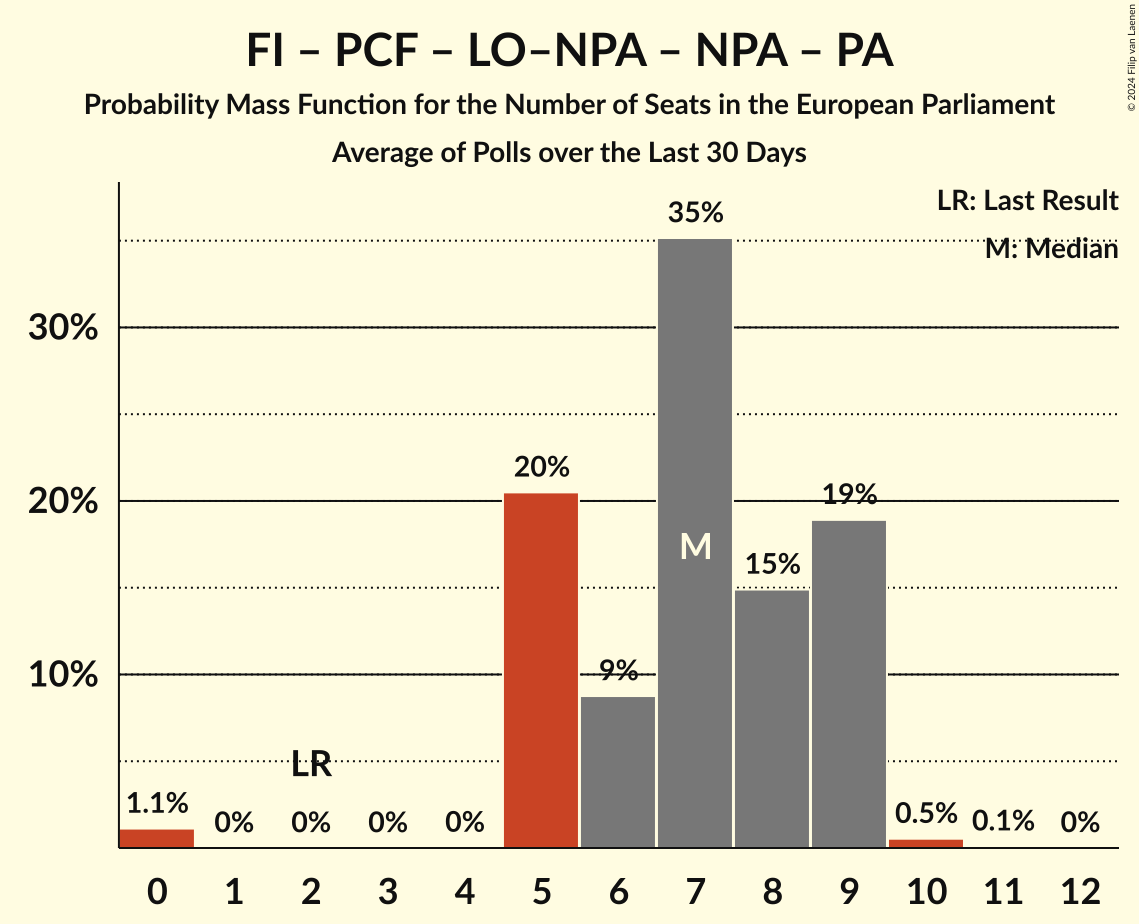 FI – PCF – LO–NPA – NPA – PA
Probability Mass Function for the Number of Seats in the European Parliament
Average of Polls over the Last 30 Days
© 2024 Filip van Laenen
LR: Last Result
M: Median
35%
30%
20%
20%
19%
M
15%
10%
9%
LR
1.1%
0%
0%
0%
0%
0.5%
0.1%
0%
0 1 2 3 4 5 6 7 8 9 10 11 12